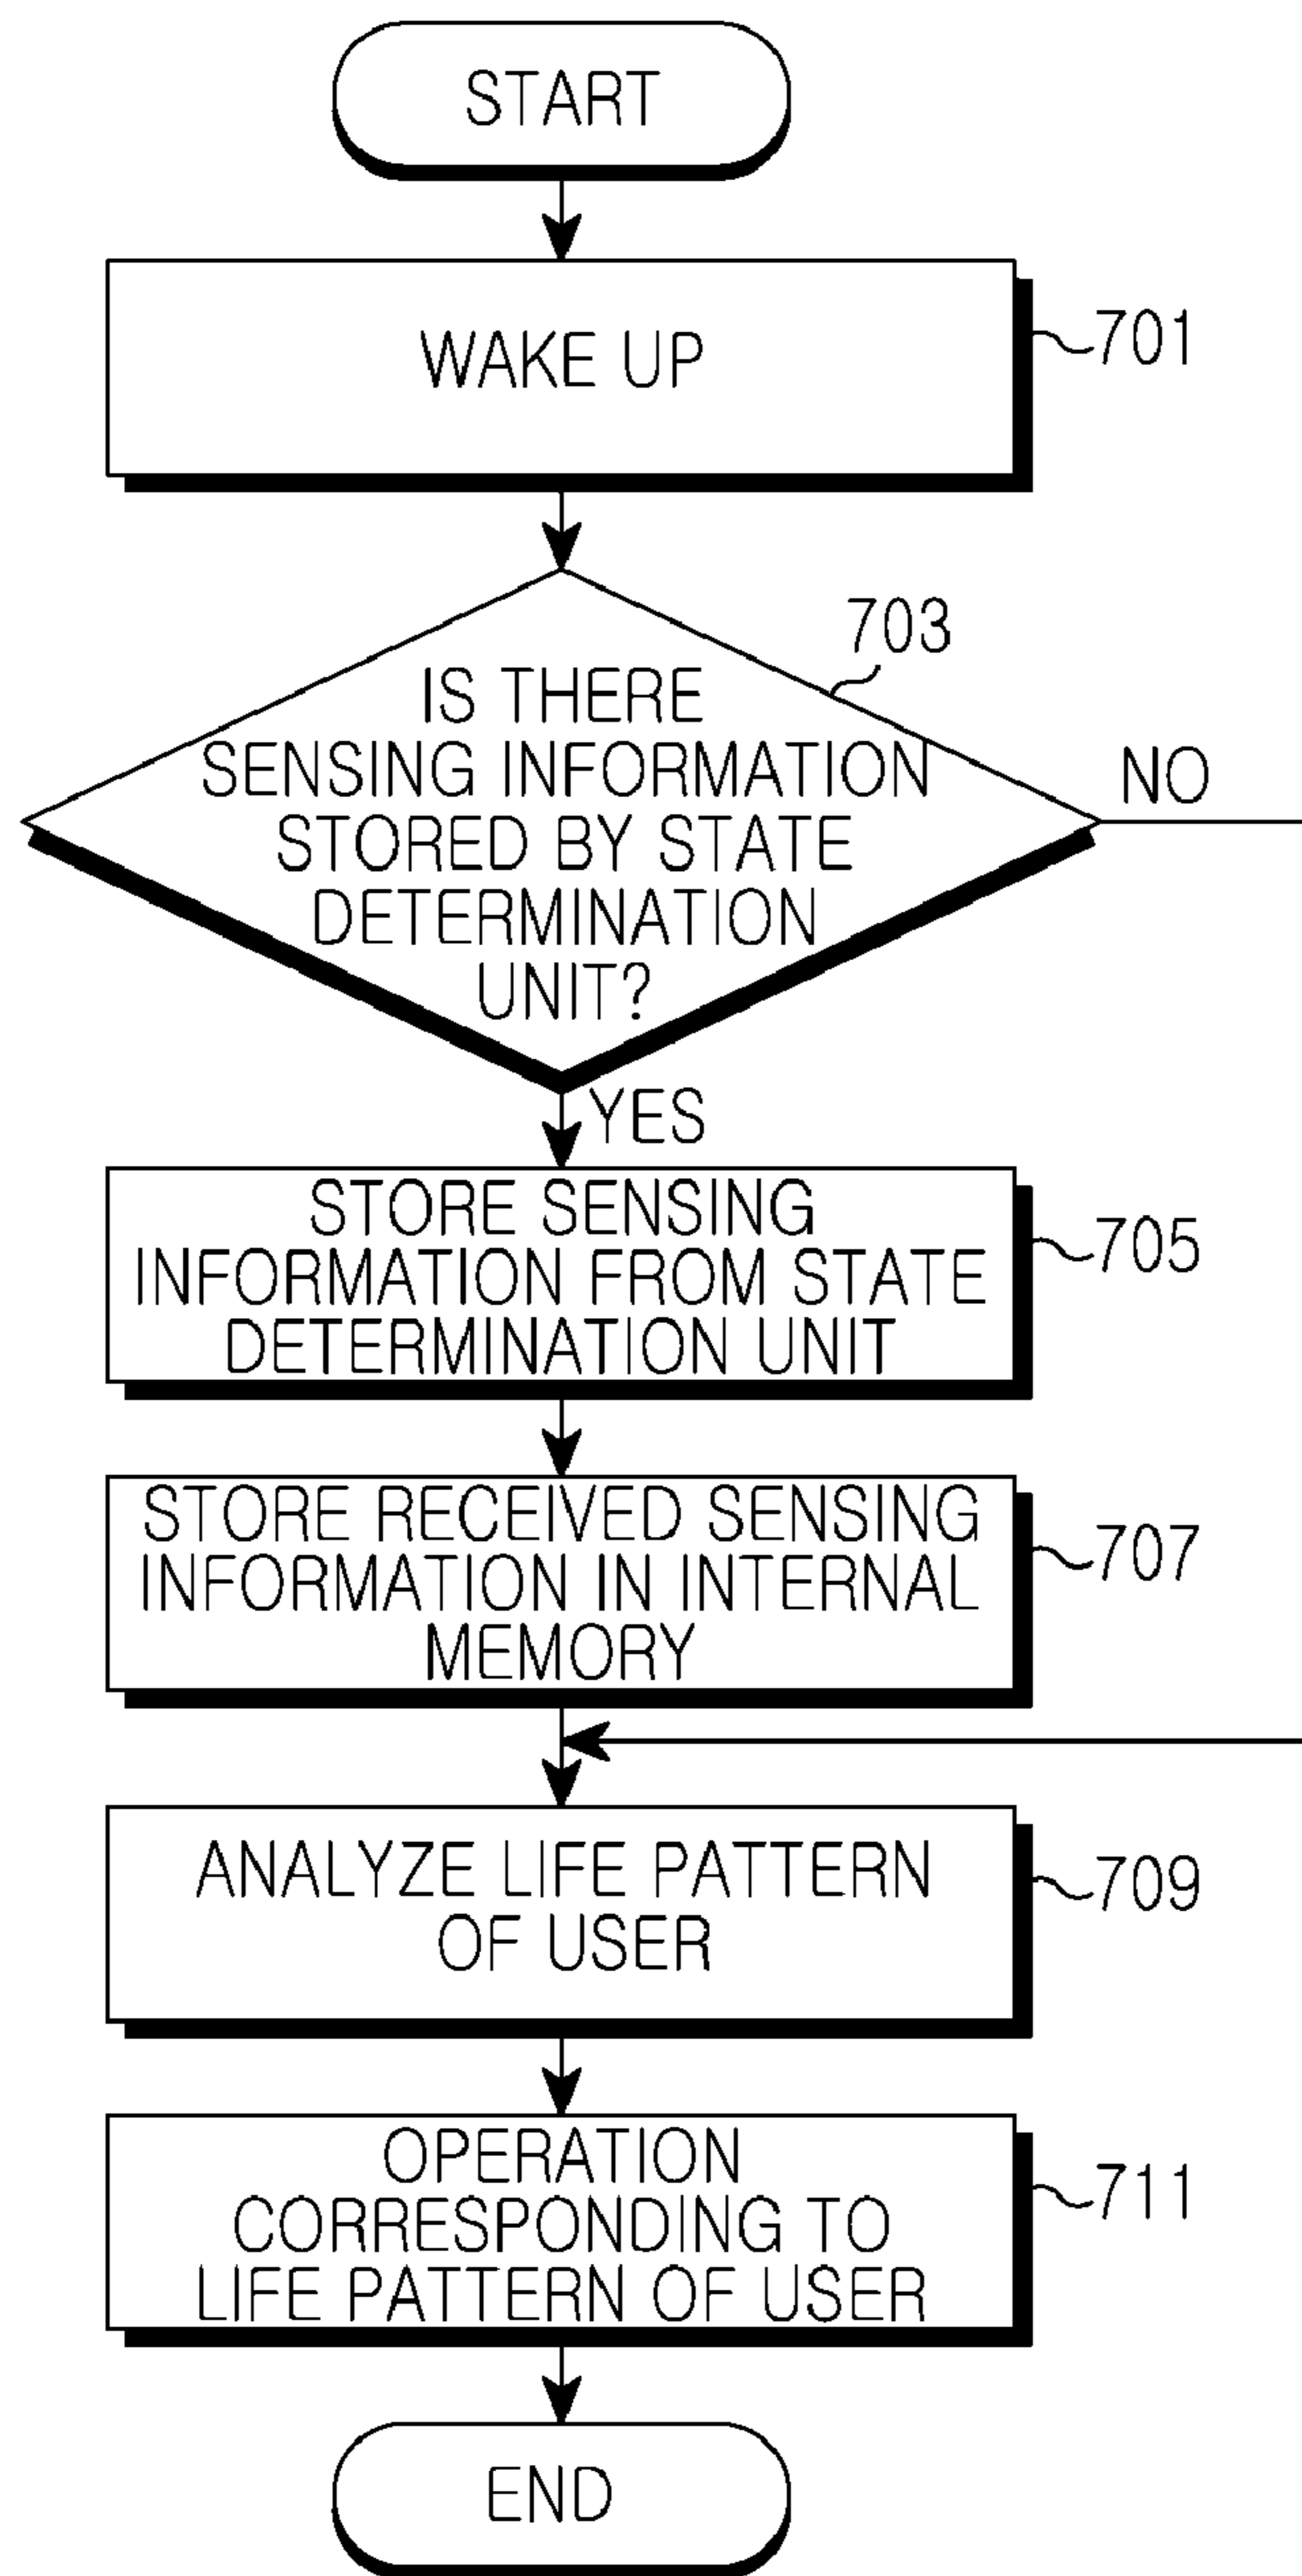 START
WAKE UP
701
703
IS THERE
SENSING INFORMATION
STORED BY STATE
DETERMINATION
UNIT?
NO
YES
STORE SENSING
INFORMATION FROM STATE
DETERMINATION UNIT
705
STORE RECEIVED SENSING
INFORMATION IN INTERNAL
MEMORY
707
ANALYZE LIFE PATTERN
OF USER
709
OPERATION
CORRESPONDING TO
LIFE PATTERN OF USER
711
END